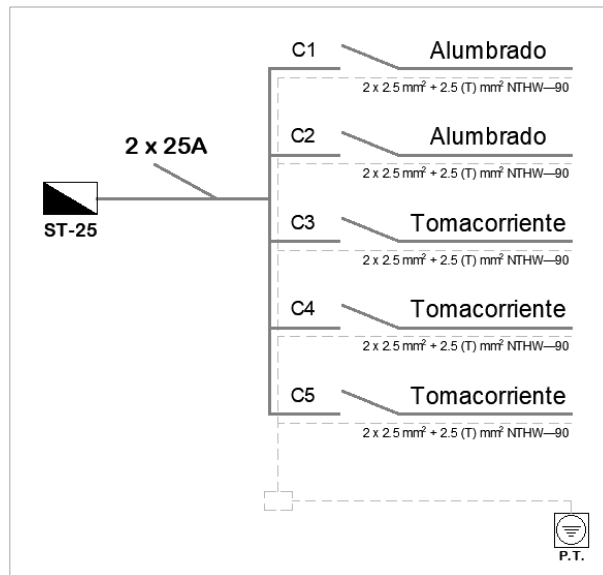 C1 Alumbrado
2 x 2.5 mm² + 2.5 (T) mm² NTHW—90
C2 Alumbrado
2 x 2.5 mm² + 2.5 (T) mm² NTHW—90
2 x 25A
ST-25
C3 Tomacorriente
2 x 2.5 mm² + 2.5 (T) mm² NTHW—90
C4 Tomacorriente
2 x 2.5 mm² + 2.5 (T) mm² NTHW—90
C5 Tomacorriente
2 x 2.5 mm² + 2.5 (T) mm² NTHW—90
P.T.